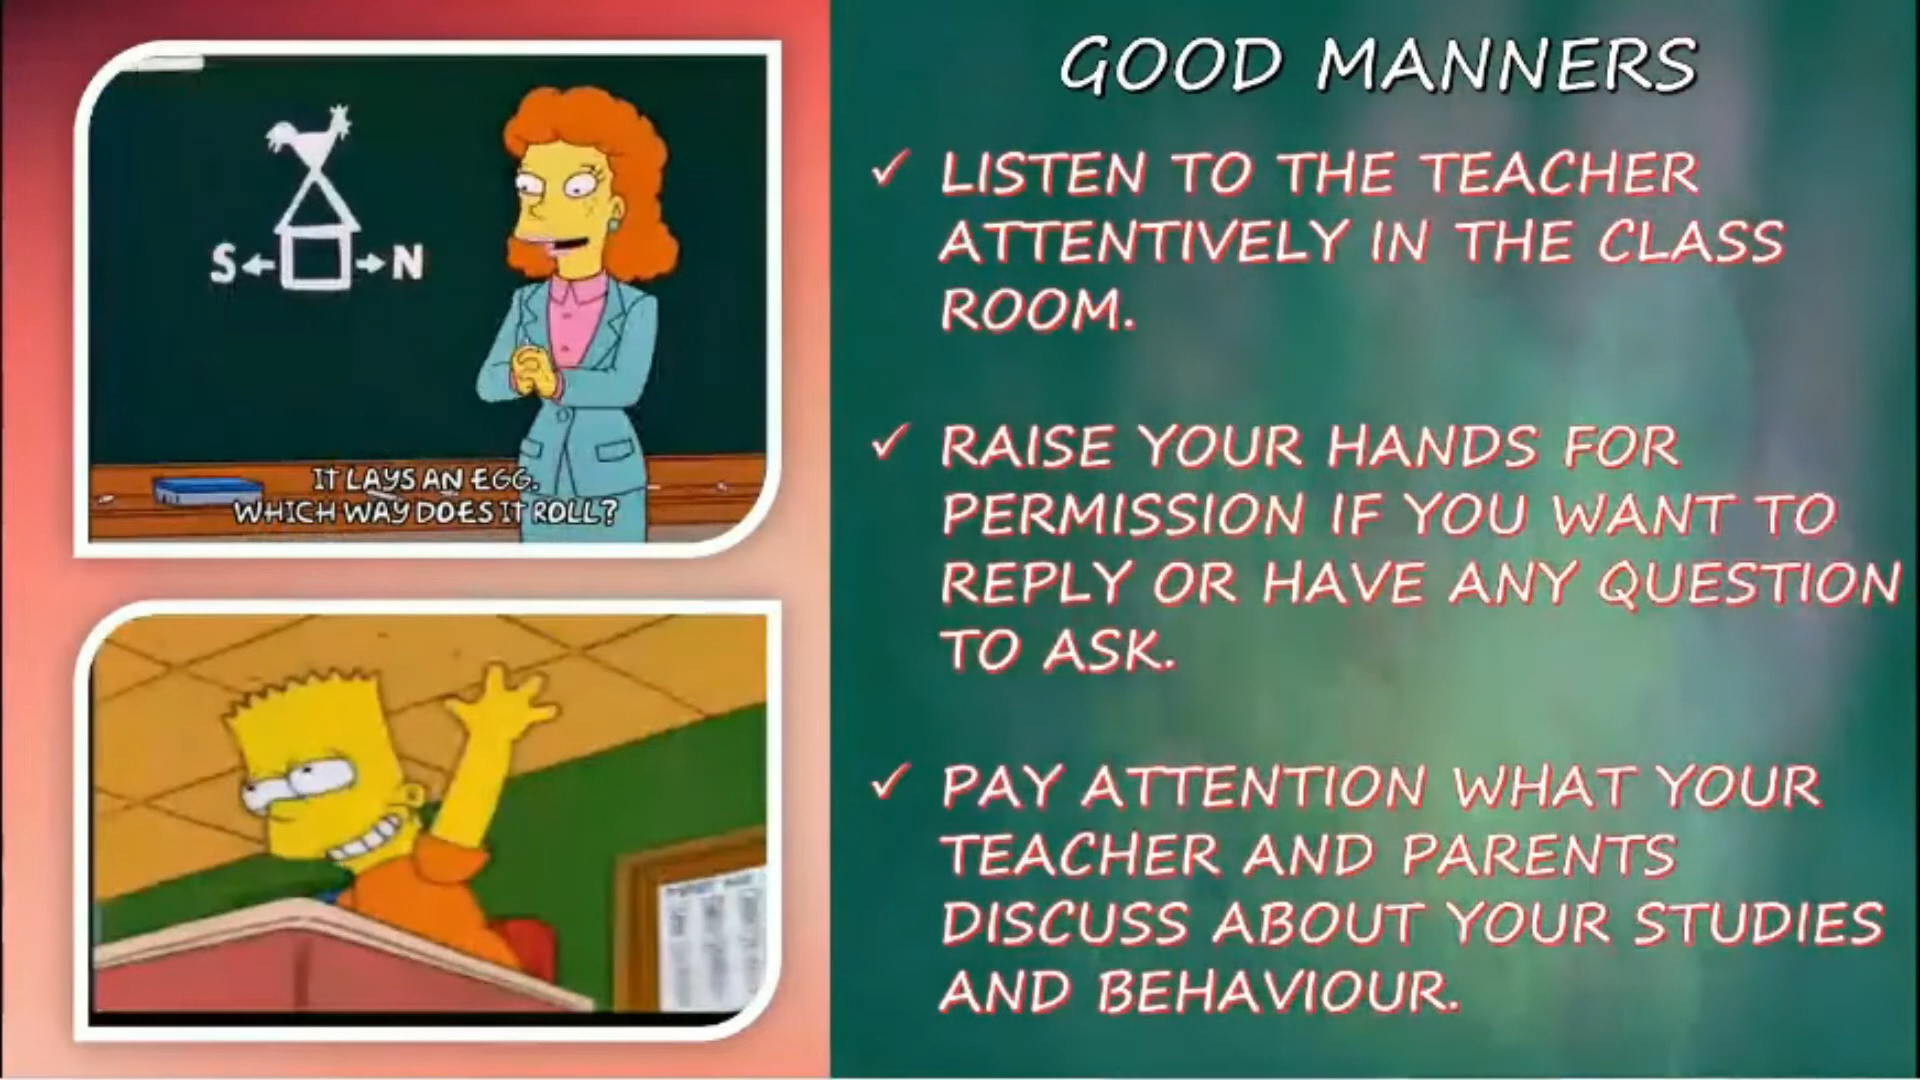 S N
IT LAYS AN EGG.
WHICH WAY DOES IT ROLL?
GOOD MANNERS
✓ LISTEN TO THE TEACHER
ATTENTIVELY IN THE CLASS
ROOM.
✓ RAISE YOUR HANDS FOR
PERMISSION IF YOU WANT TO
REPLY OR HAVE ANY QUESTION
TO ASK.
✓ PAY ATTENTION WHAT YOUR
TEACHER AND PARENTS
DISCUSS ABOUT YOUR STUDIES
AND BEHAVIOUR.